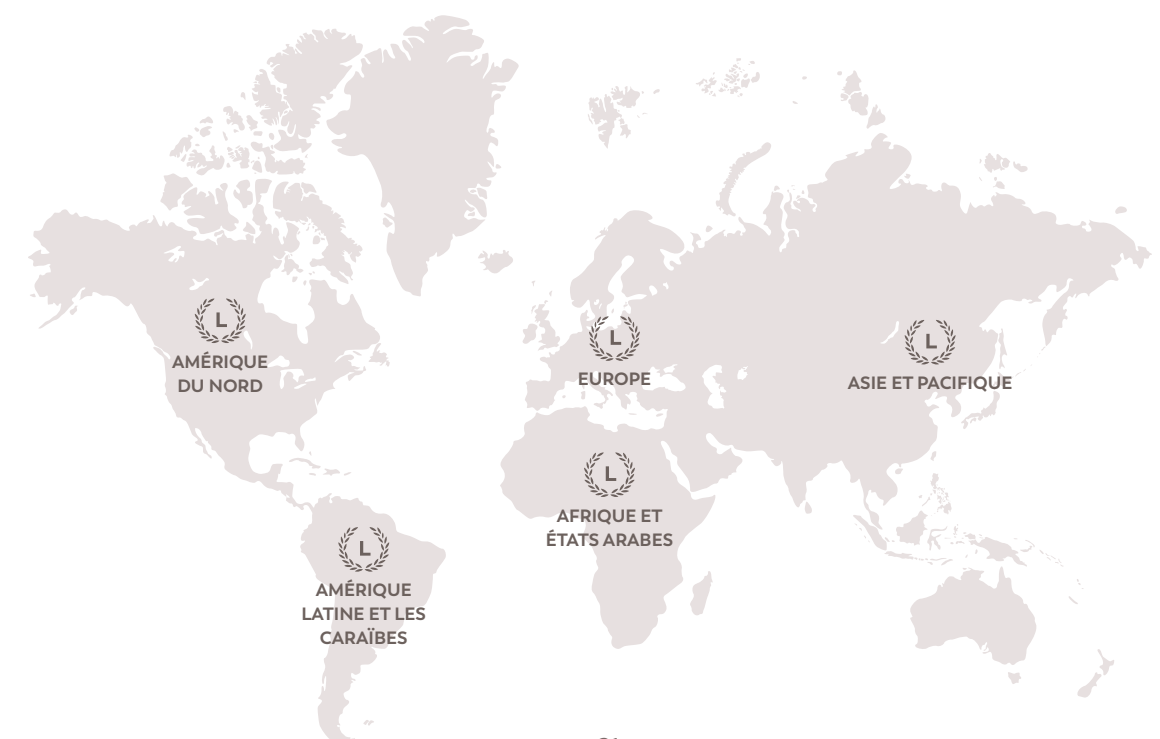 L
AMÉRIQUE
DU NORD
L
EUROPE
L
ASIE ET PACIFIQUE
L
AFRIQUE ET
ÉTATS ARABES
L
AMÉRIQUE
LATINE ET LES
CARAÏBES